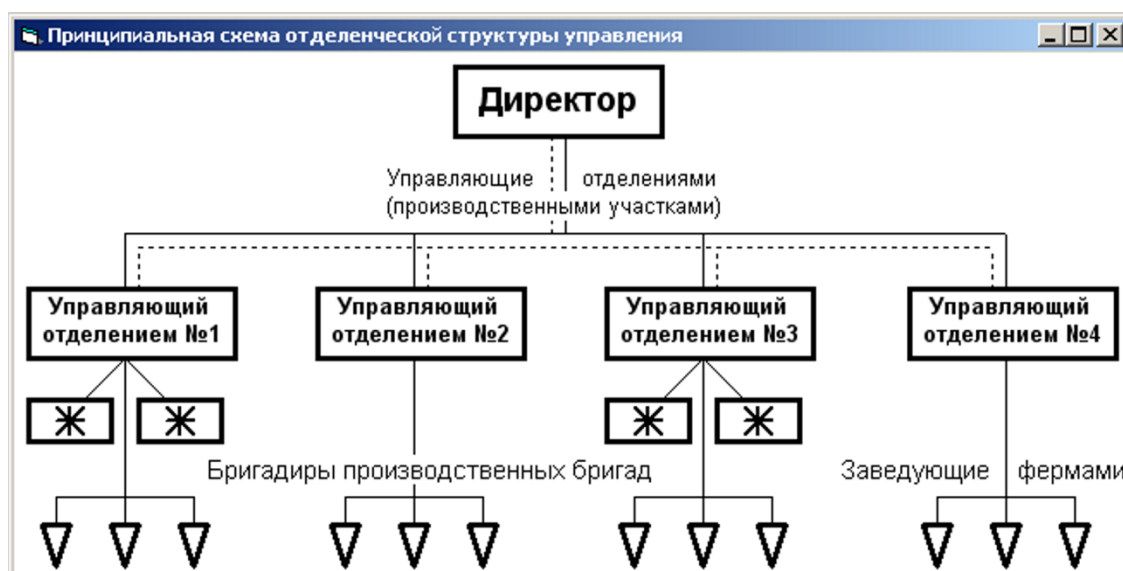 Принципиальная схема отделенческой структуры управления
Директор
Управляющие отделениями
(производственными участками)
Управляющий
отделением №1
Управляющий
отделением №2
Управляющий
отделением №3
Управляющий
отделением №4
Бригадиры производственных бригад
Заведующие фермами